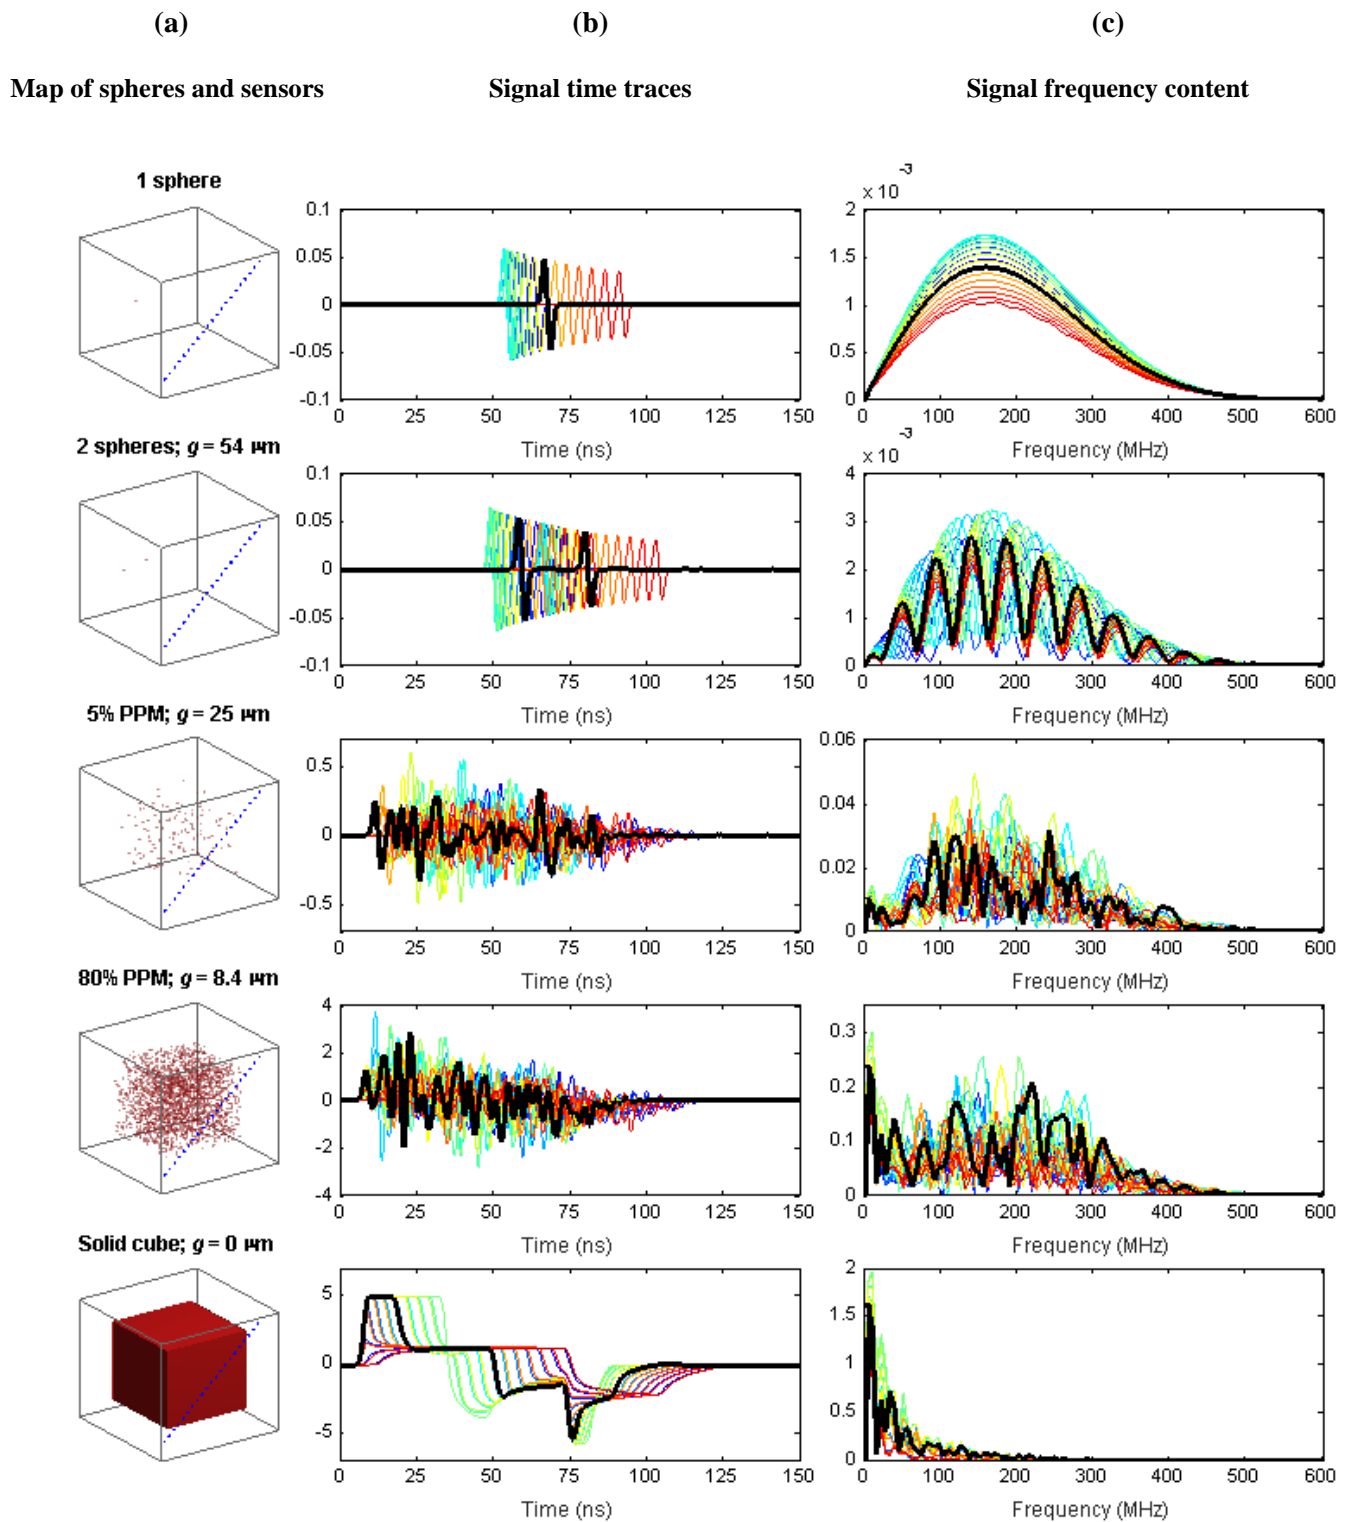 (a) (b) (c)
Map of spheres and sensors Signal time traces Signal frequency content
1 sphere
0.1
0.05
0
-0.05
-0.1
0 25 50 75 100 125 150
Time (ns)
x 10
-3
2
1.5
1
0.5
0
0 100 200 300 400 500 600
Frequency (MHz)
2 spheres; g = 54 µm
0.1
0.05
0
-0.05
-0.1
0 25 50 75 100 125 150
Time (ns)
x 10
-3
4
3
2
1
0
0 100 200 300 400 500 600
Frequency (MHz)
5% PPM; g = 25 µm
0.5
0
-0.5
0 25 50 75 100 125 150
Time (ns)
0.06
0.04
0.02
0
0 100 200 300 400 500 600
Frequency (MHz)
80% PPM; g = 8.4 µm
4
2
0
-2
-4
0 25 50 75 100 125 150
Time (ns)
0.3
0.2
0.1
0
0 100 200 300 400 500 600
Frequency (MHz)
Solid cube; g = 0 µm
5
0
-5
0 25 50 75 100 125 150
Time (ns)
2
1.5
1
0.5
0
0 100 200 300 400 500 600
Frequency (MHz)